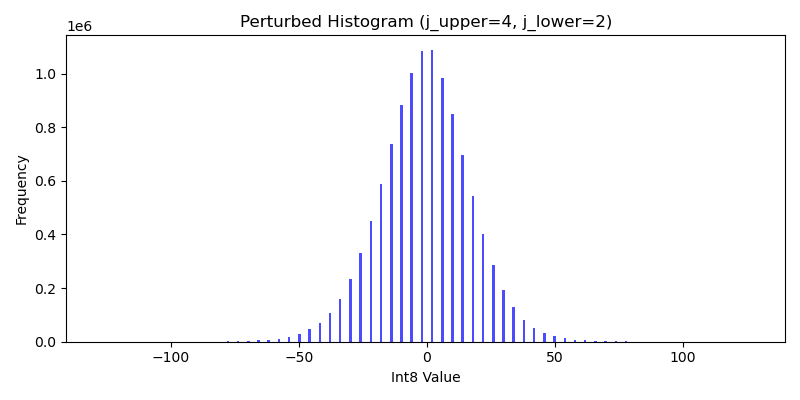 Perturbed Histogram (j_upper=4, j_lower=2)
1e6
1.0
0.8
0.6
0.4
0.2
0.0
Frequency
−100
−50
0
50
100
Int8 Value